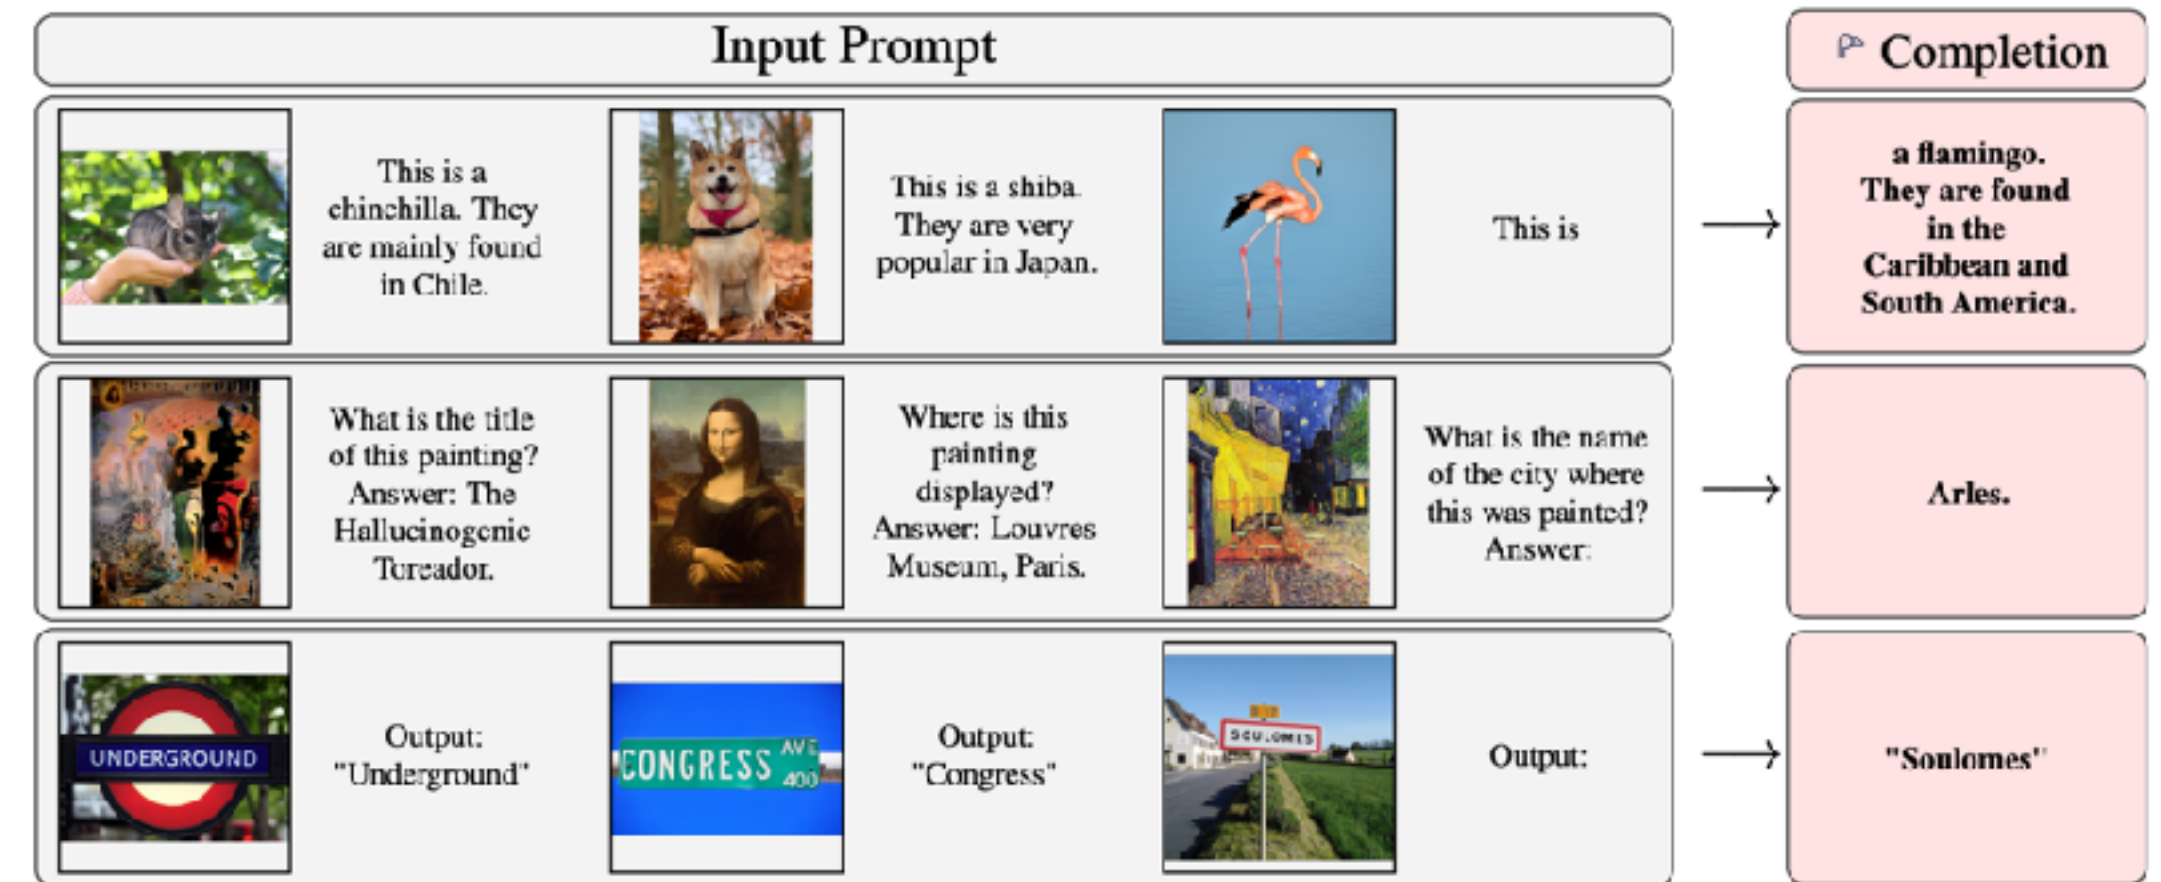 Input Prompt
Completion
This is a
chinchilla. They
are mainly found
in Chile.
This is a shiba.
They are very
popular in Japan.
This is
a flamingo.
They are found
in the
Caribbean and
South America.
What is the title
of this painting?
Answer: The
Hallucinogenic
Toreador.
Where is this
painting
displayed?
Answer: Louvres
Museum, Paris.
What is the name
of the city where
this was painted?
Answer:
Arles.
UNDERGROUND
Output:
"Underground"
CONGRESS AVE
400
Output:
"Congress"
SOULOMES
Output:
"Soulomes"